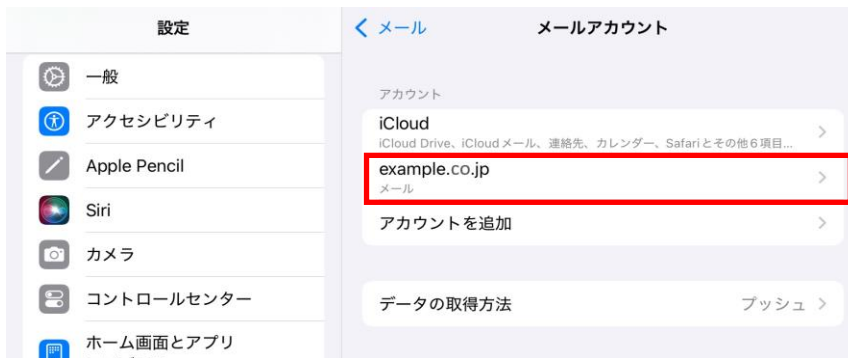 設定
一般
アクセシビリティ
Apple Pencil
Siri
カメラ
コントロールセンター
ホーム画面とアプリ
メール
メールアカウント
アカウント
iCloud
iCloud Drive、iCloudメール、連絡先、カレンダー、Safariとその他6項目...
example.co.jp
メール
アカウントを追加
データの取得方法
プッシュ